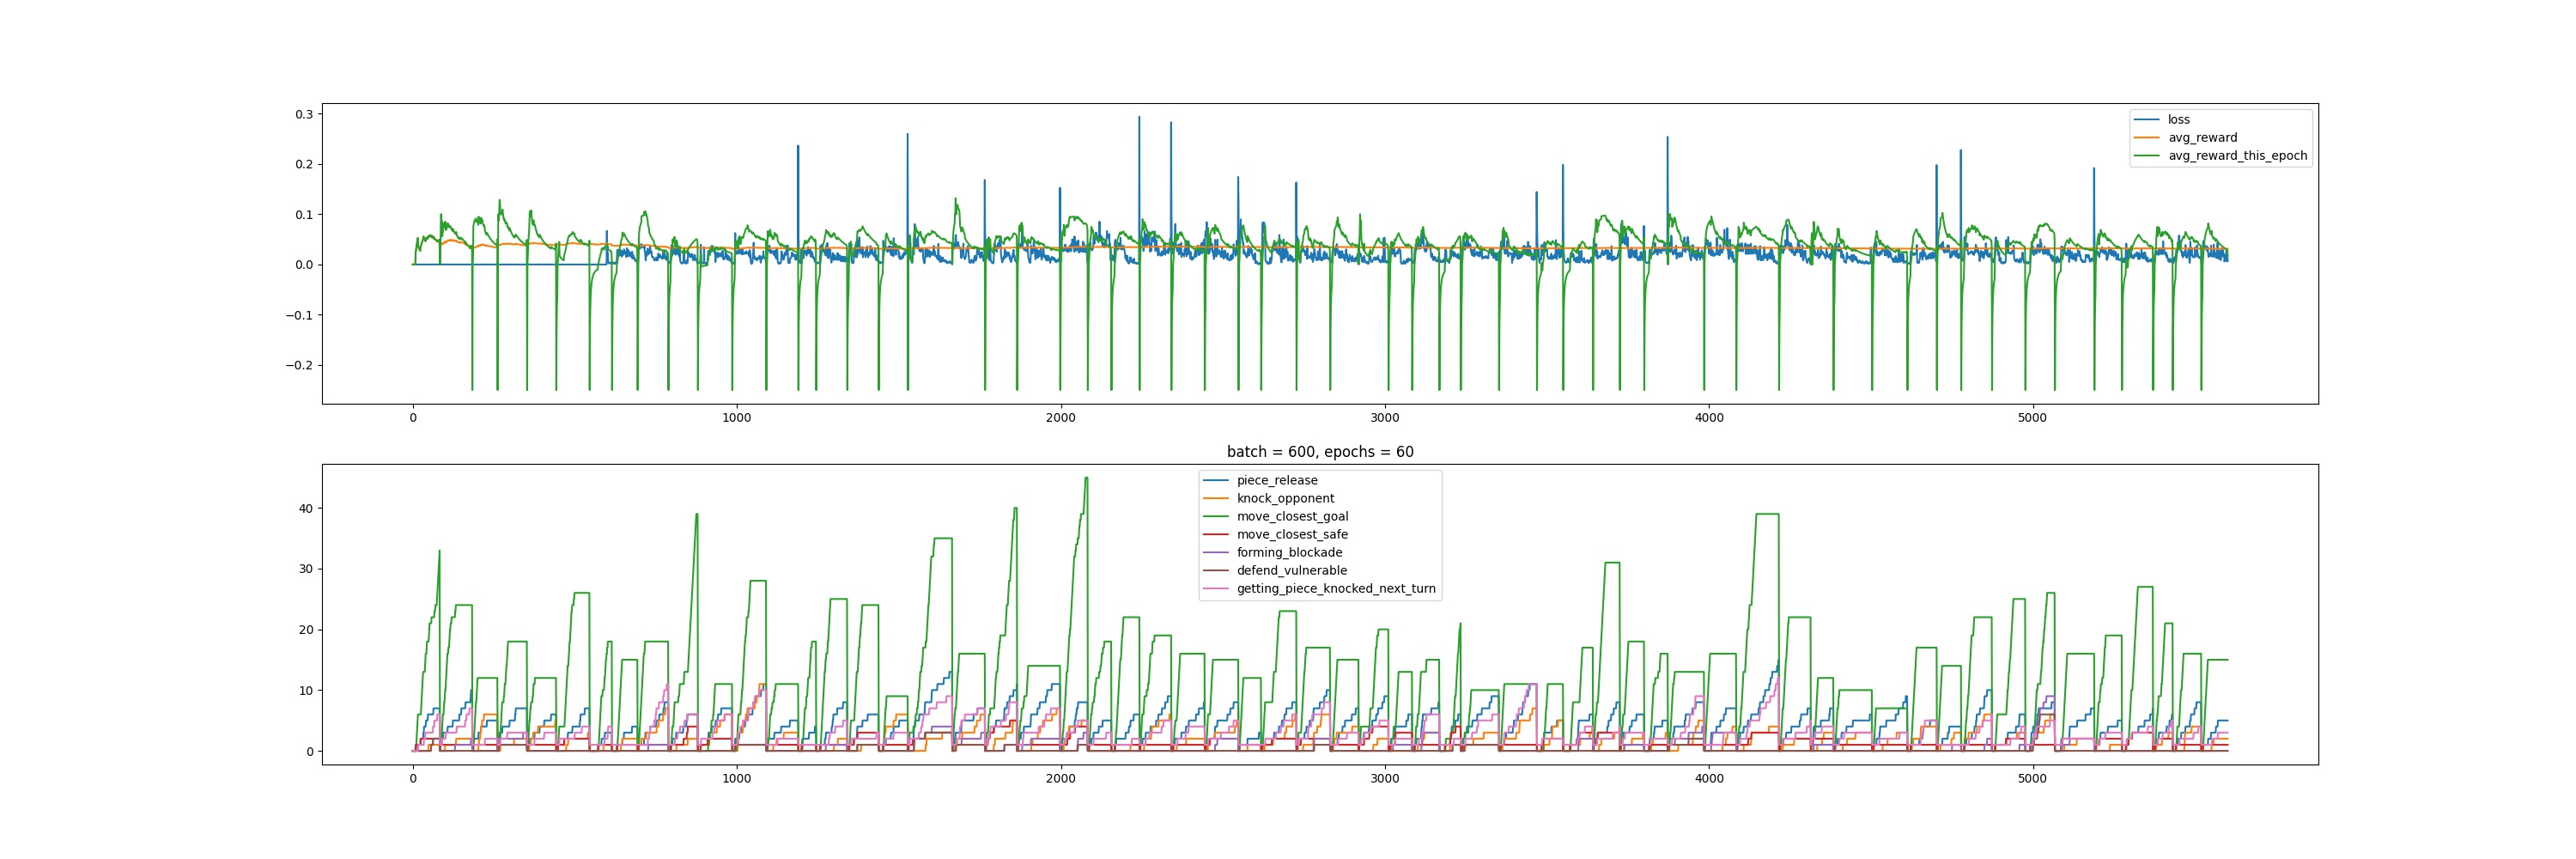 0.3
0.2
0.1
0.0
−0.1
−0.2
loss
avg_reward
avg_reward_this_epoch
0 1000 2000 3000 4000 5000
batch = 600, epochs = 60
40
30
20
10
0
piece_release
knock_opponent
move_closest_goal
move_closest_safe
forming_blockade
defend_vulnerable
getting_piece_knocked_next_turn
0 1000 2000 3000 4000 5000